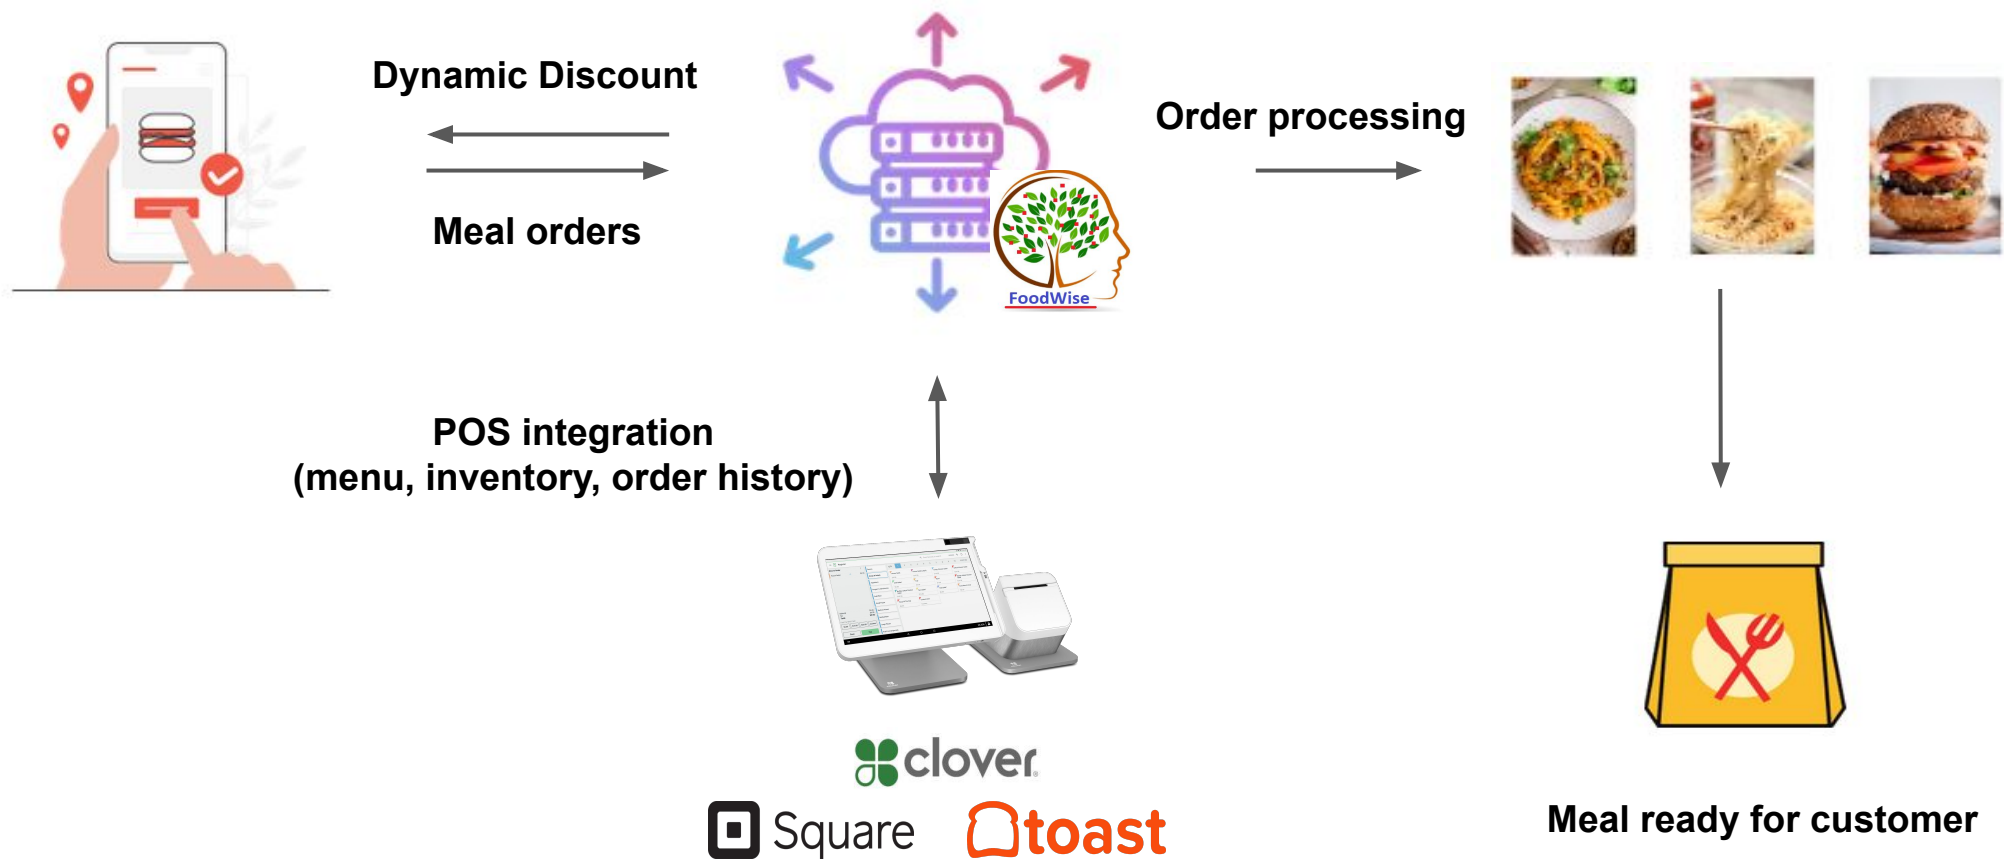 Dynamic Discount
Meal orders
Order processing
FoodWise
POS integration
(menu, inventory, order history)
clover
Square
toast
Meal ready for customer